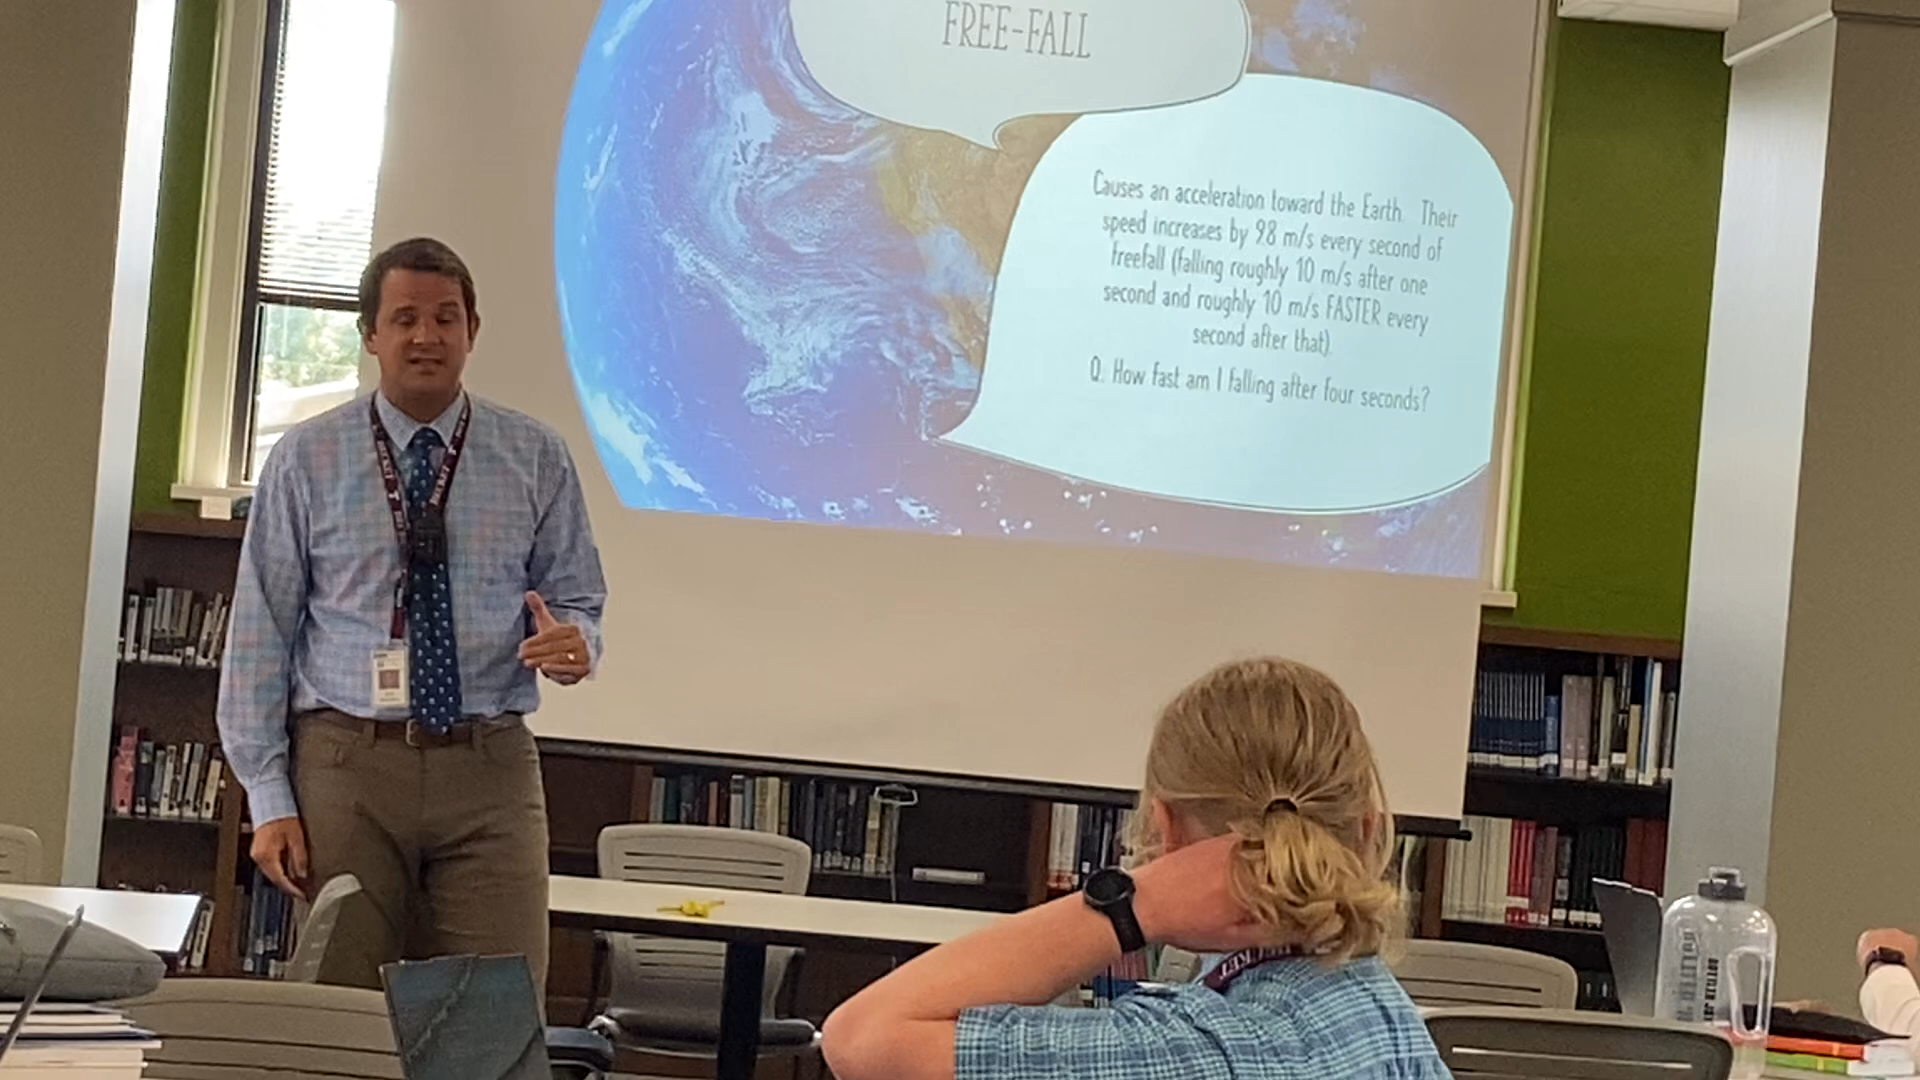 FREE-FALL
Causes an acceleration toward the Earth. Their
speed increases by 9.8 m/s every second of
freefall (falling roughly 10 m/s after one
second and roughly 10 m/s FASTER every
second after that).
Q. How fast am I falling after four seconds?
BECKET
BECKET